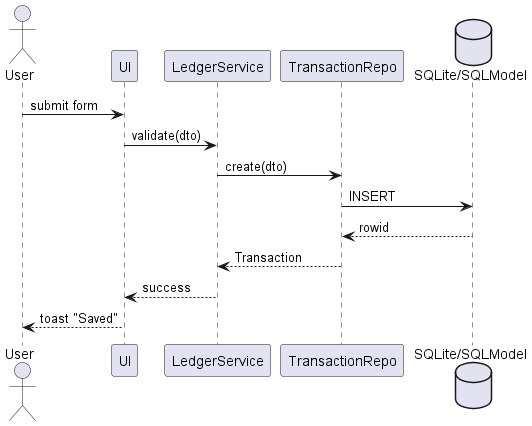 User
UI
LedgerService
TransactionRepo
SQLite/SQLModel
submit form
validate(dto)
create(dto)
INSERT
rowid
Transaction
success
toast "Saved"
User
UI
LedgerService
TransactionRepo
SQLite/SQLModel